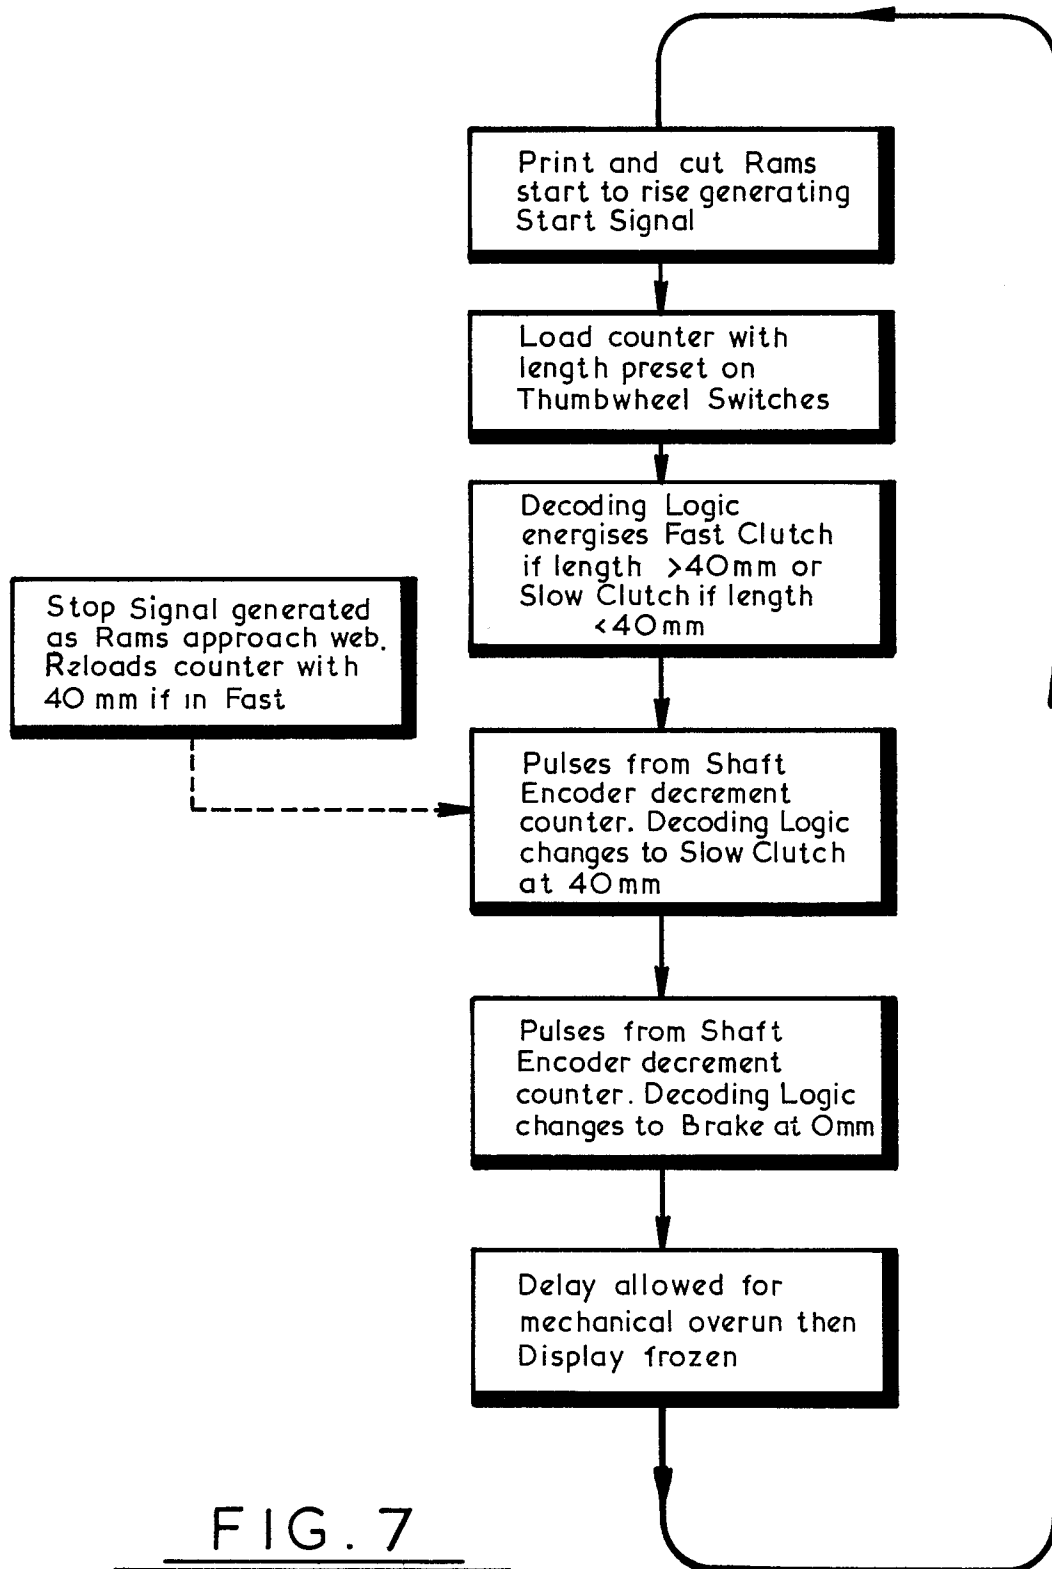 Print and cut Rams
start to rise generating
Start Signal
Load counter with
length preset on
Thumbwheel Switches
Decoding Logic
energises Fast Clutch
if length >40mm or
Slow Clutch if length
<40mm
Stop Signal generated
as Rams approach web.
Reloads counter with
40 mm if in Fast
Pulses from Shaft
Encoder decrement
counter. Decoding Logic
changes to Slow Clutch
at 40mm
Pulses from Shaft
Encoder decrement
counter. Decoding Logic
changes to Brake at 0mm
Delay allowed for
mechanical overun then
Display frozen
FIG. 7